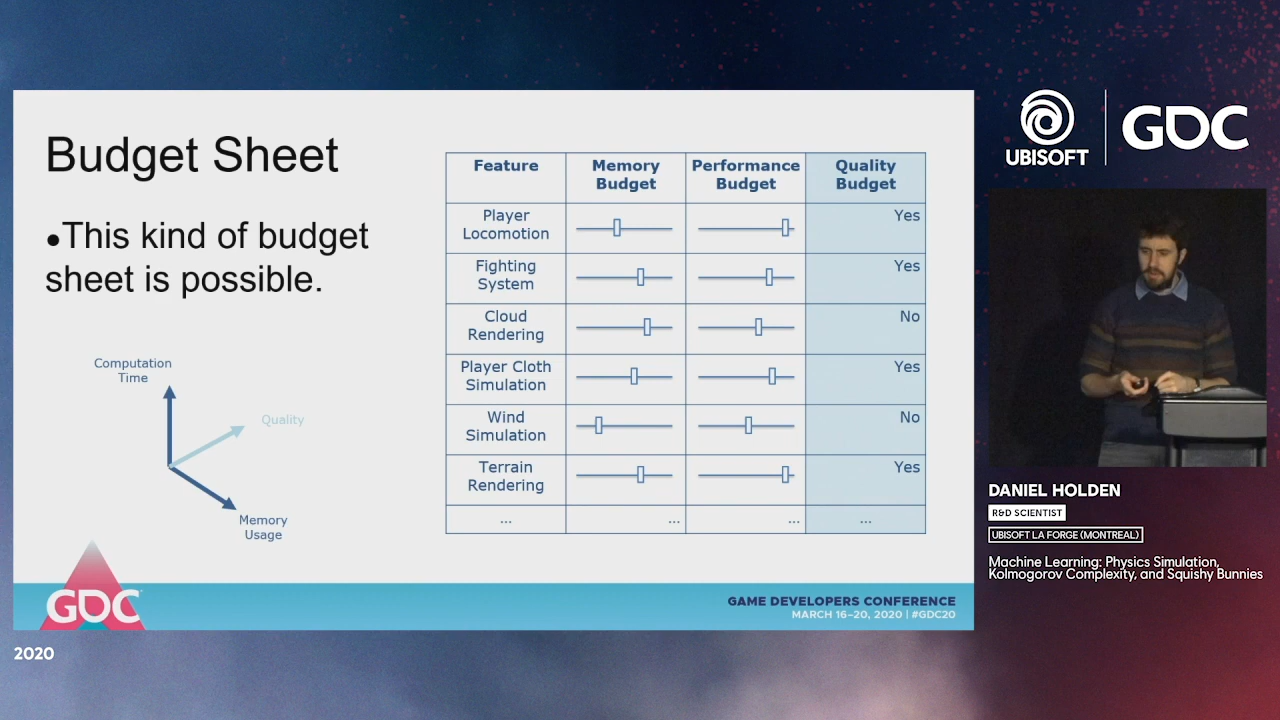 Budget Sheet
●This kind of budget
sheet is possible.
Computation
Time
Quality
Memory
Usage
Feature Memory Budget Performance Budget Quality Budget
Player Locomotion Yes
Fighting System Yes
Cloud Rendering No
Player Cloth Simulation Yes
Wind Simulation No
Terrain Rendering Yes
... ... ... ...
GDC
GAME DEVELOPERS CONFERENCE
MARCH 16–20, 2020 | #GDC20
2020
UBISOFT
GDC
DANIEL HOLDEN
R&D SCIENTIST
UBISOFT LA FORGE (MONTREAL)
Machine Learning: Physics Simulation,
Kolmogorov Complexity, and Squishy Bunnies